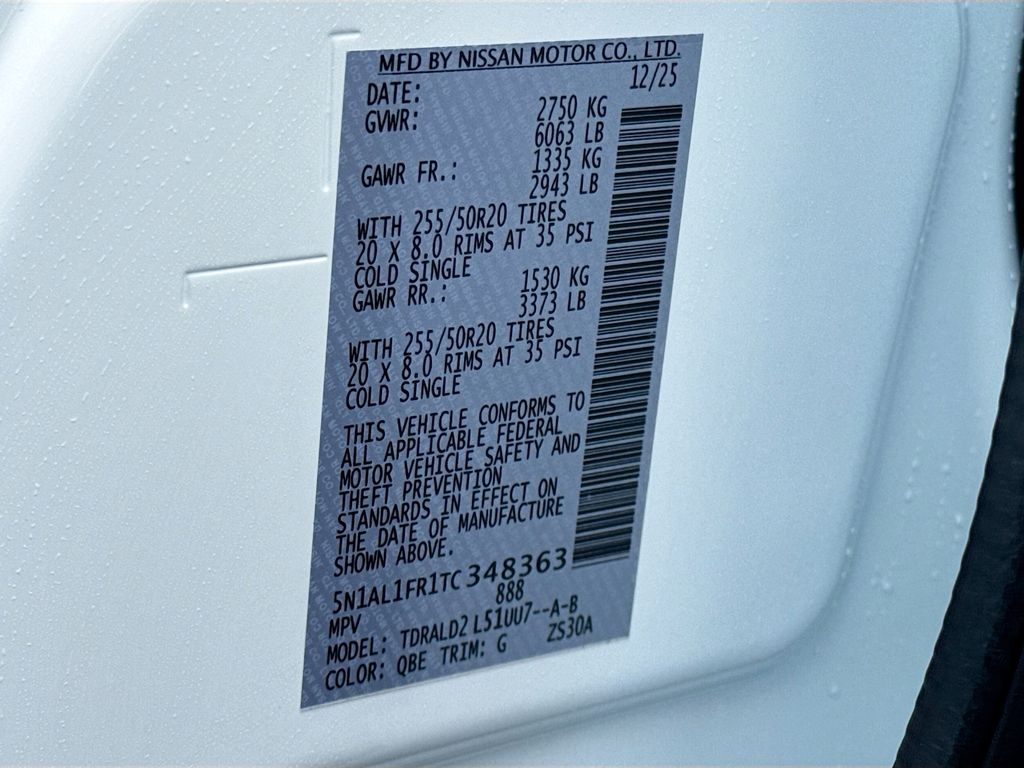 MFD BY NISSAN MOTOR CO., LTD.
DATE: 12/25
GVWR: 2750 KG
6063 LB
GAWR FR.: 1335 KG
2943 LB
WITH 255/50R20 TIRES
20 X 8.0 RIMS AT 35 PSI
COLD SINGLE
GAWR RR.: 1530 KG
3373 LB
WITH 255/50R20 TIRES
20 X 8.0 RIMS AT 35 PSI
COLD SINGLE
THIS VEHICLE CONFORMS TO
ALL APPLICABLE FEDERAL
MOTOR VEHICLE SAFETY AND
THEFT PREVENTION
STANDARDS IN EFFECT ON
THE DATE OF MANUFACTURE
SHOWN ABOVE.
5N1AL1FR1TC348363
MPV 888
MODEL: TDRALD2 L51UU7--A-B
COLOR: QBE TRIM: G ZS30A